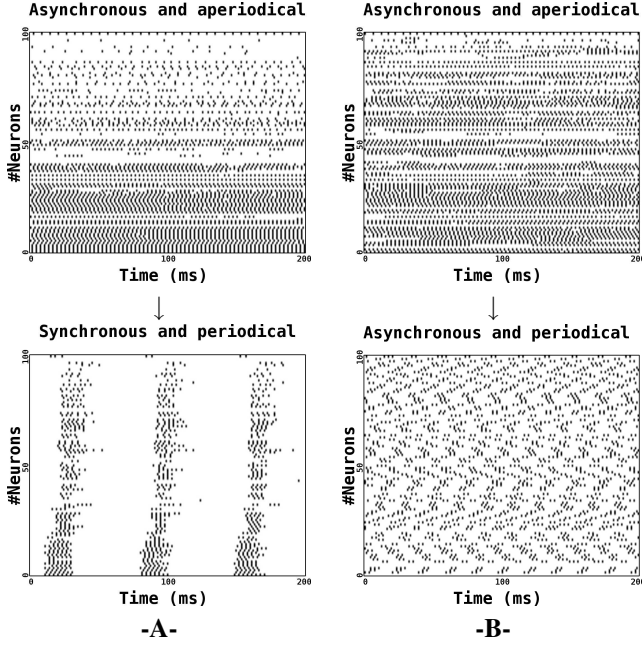 Asynchronous and aperiodical
#Neurons
100
50
0
0 100 200
Time (ms)
↓
Synchronous and periodical
#Neurons
100
50
0
0 100 200
Time (ms)
-A-
Asynchronous and aperiodical
#Neurons
100
50
0
0 100 200
Time (ms)
↓
Asynchronous and periodical
#Neurons
100
50
0
0 100 200
Time (ms)
-B-